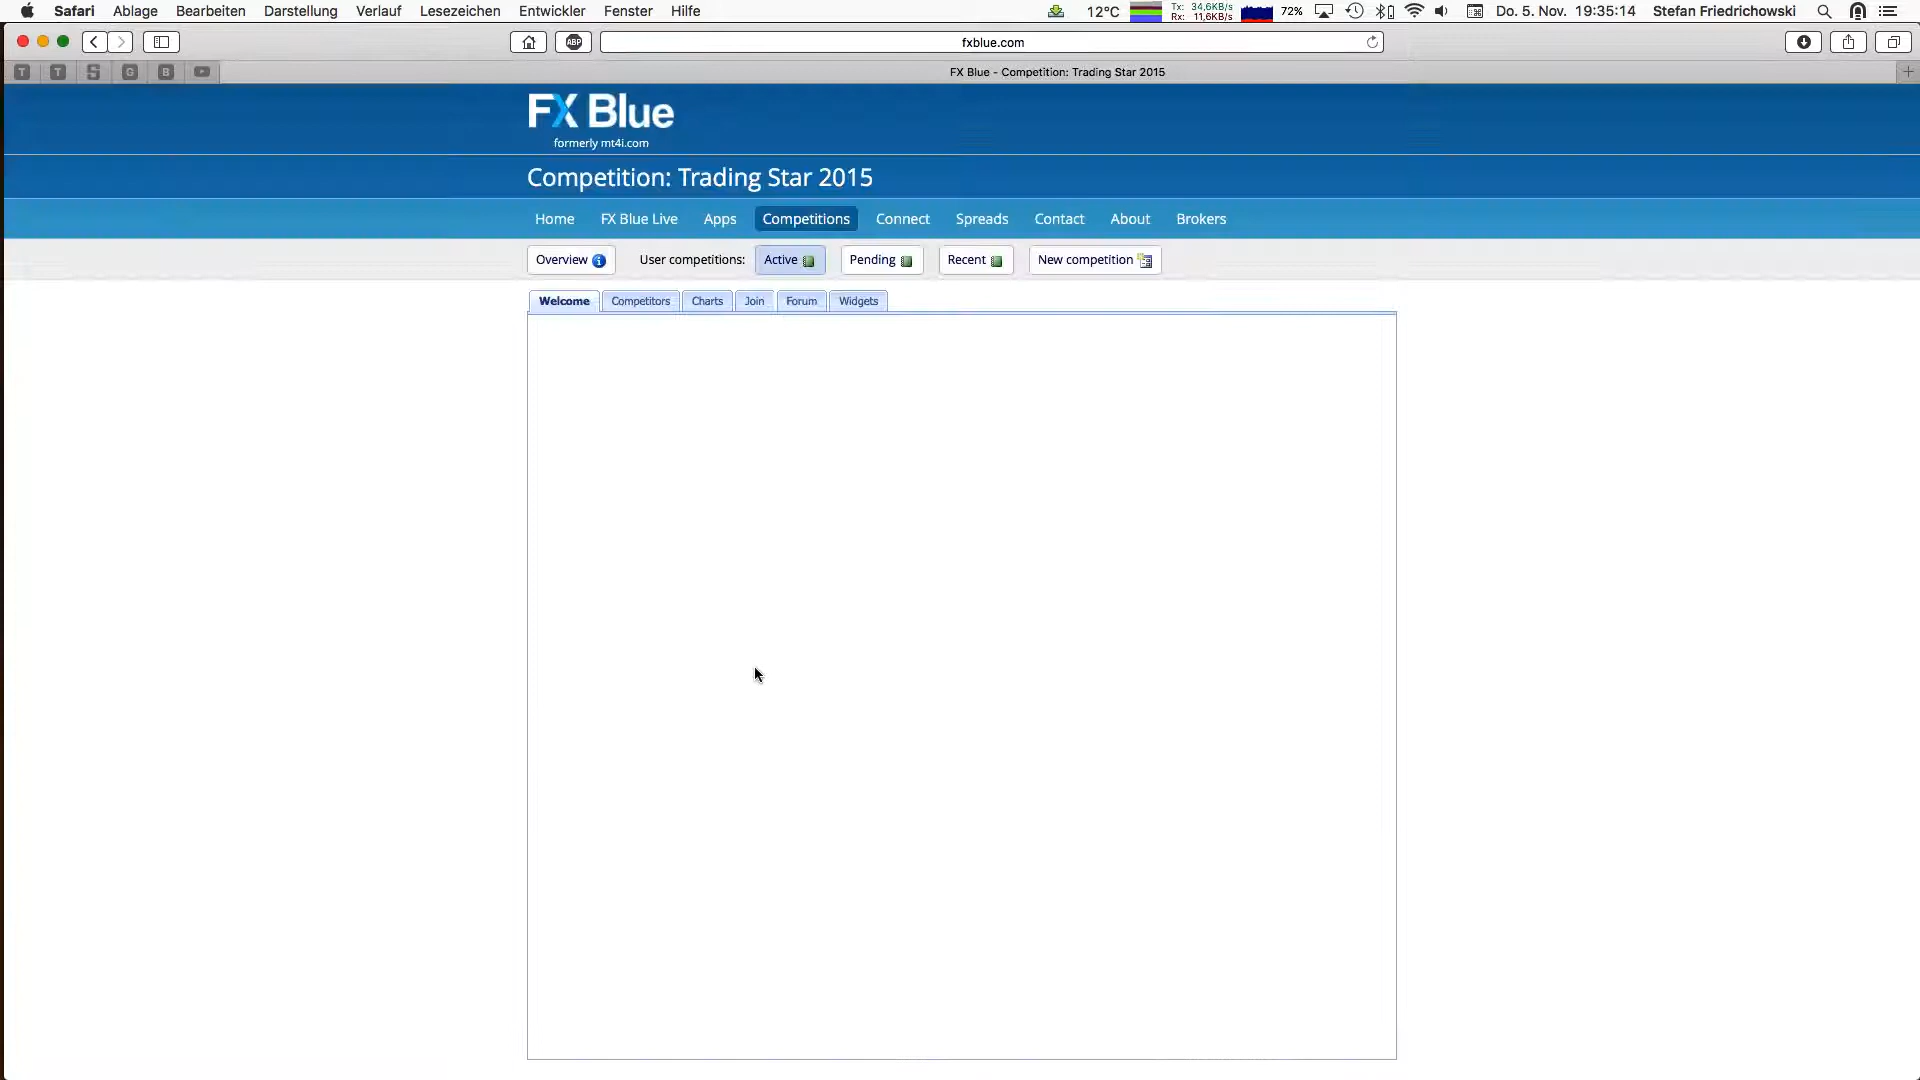 Safari Ablage Bearbeiten Darstellung Verlauf Lesezeichen Entwickler Fenster Hilfe 12°C Tx: 34,6KB/s Rx: 11,6KB/s 72% Do. 5. Nov. 19:35:14 Stefan Friedrichowski
ABP fxblue.com
T T S G B FX Blue - Competition: Trading Star 2015
FX Blue
formerly mt4i.com
Competition: Trading Star 2015
Home FX Blue Live Apps Competitions Connect Spreads Contact About Brokers
Overview User competitions: Active Pending Recent New competition
Welcome Competitors Charts Join Forum Widgets